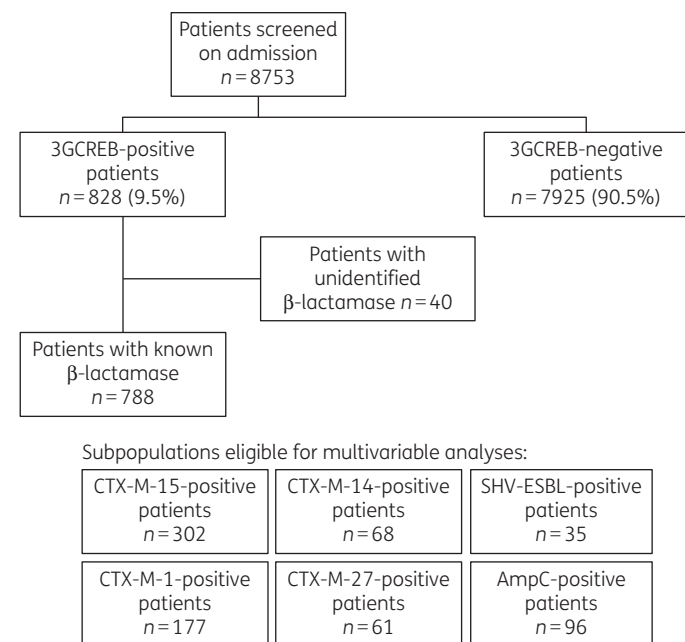 Patients screened
on admission
n=8753
3GCREB-positive
patients
n=828 (9.5%)
3GCREB-negative
patients
n=7925 (90.5%)
Patients with
unidentified
β-lactamase n=40
Patients with known
β-lactamase
n=788
Subpopulations eligible for multivariable analyses:
CTX-M-15-positive
patients
n=302
CTX-M-14-positive
patients
n=68
SHV-ESBL-positive
patients
n=35
CTX-M-1-positive
patients
n=177
CTX-M-27-positive
patients
n=61
AmpC-positive
patients
n=96